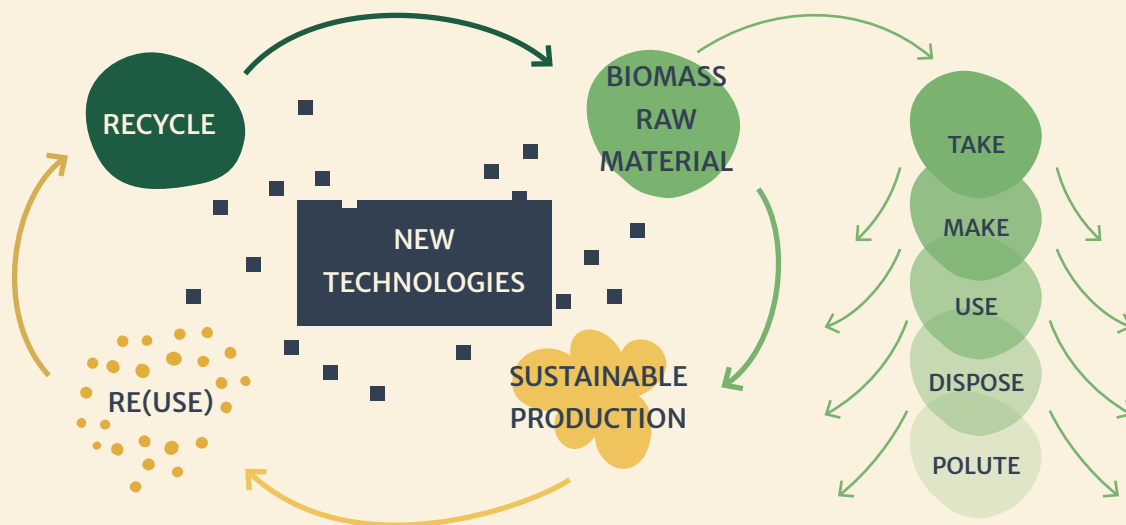 RECYCLE
BIOMASS
RAW
MATERIAL
NEW
TECHNOLOGIES
RE(USE)
SUSTAINABLE
PRODUCTION
TAKE
MAKE
USE
DISPOSE
POLUTE